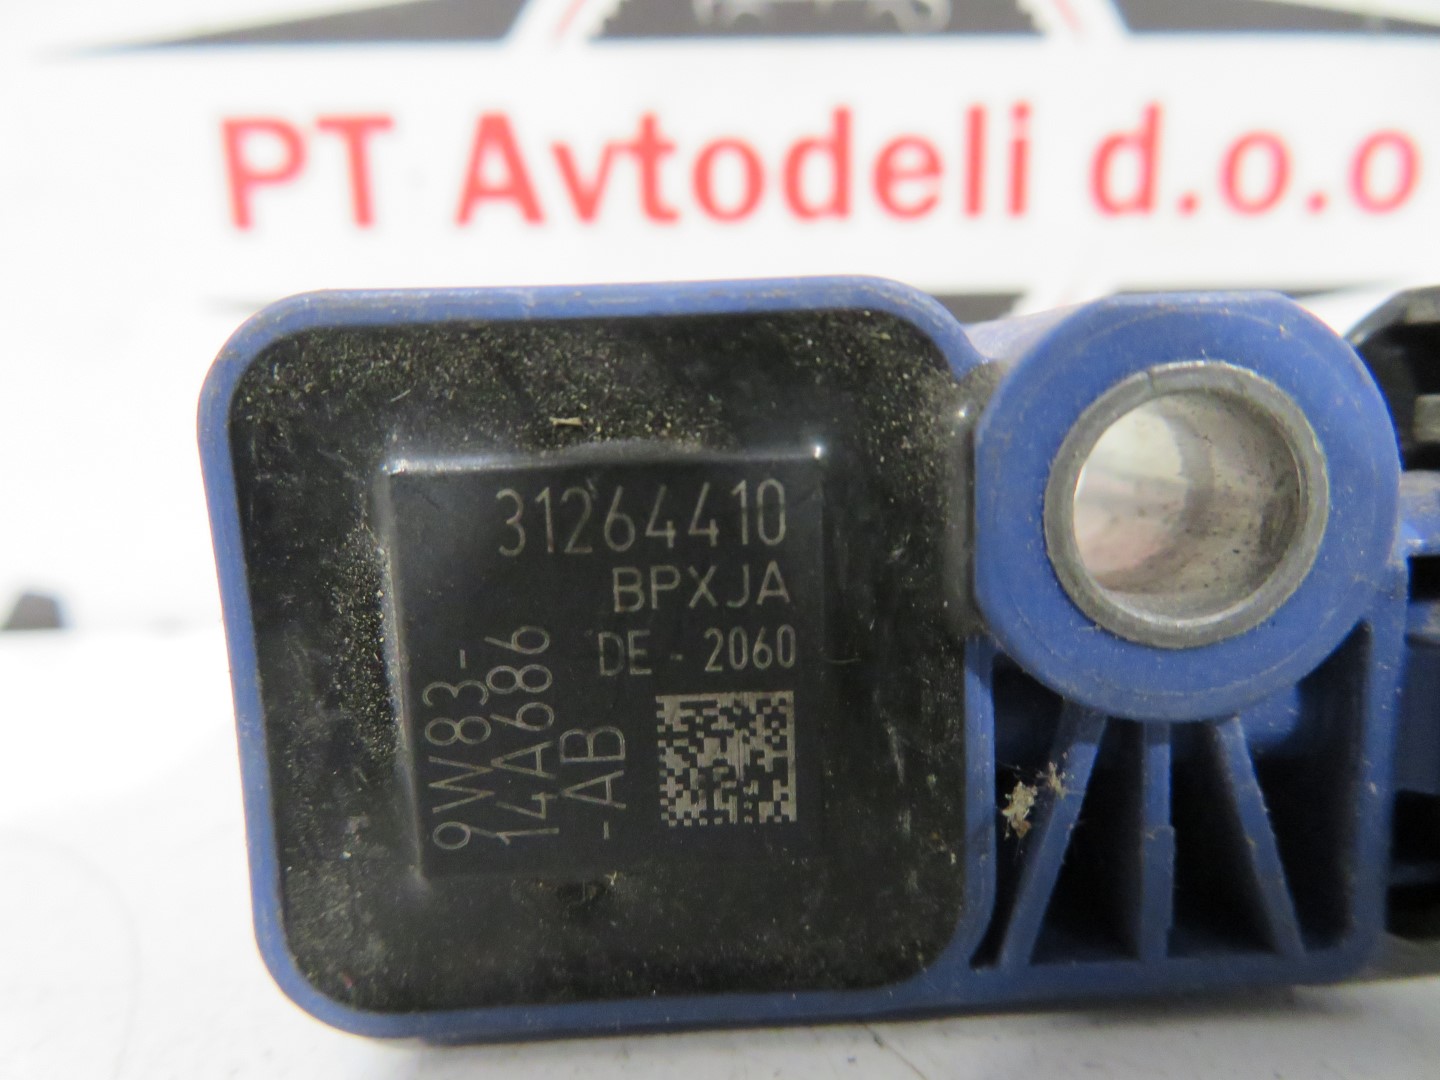 PT Avtodeli d.o.o
31264410
BPXJA
DE - 2060
9W83-
14A686
-AB